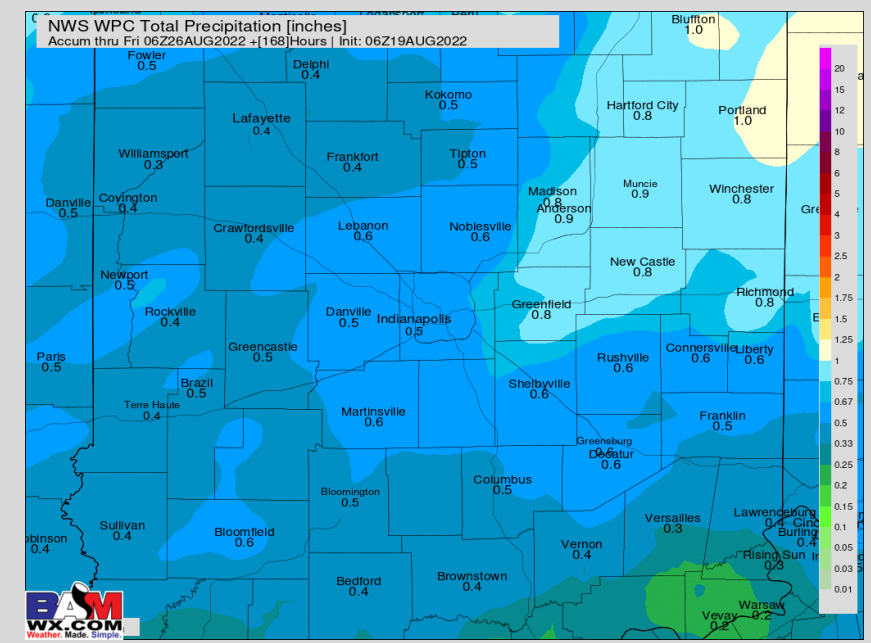 NWS WPC Total Precipitation [inches]
Accum thru Fri 06Z26AUG2022 +[168]Hours | Init: 06Z19AUG2022
Bluffton
1.0
Fowler
0.5
Delphi
0.4
20
Kokomo
0.5
15
Hartford City
0.8
Portland
1.0
12
Lafayette
0.4
10
Williamsport
0.3
Frankfort
0.4
Tipton
0.5
8
6
Muncie
0.9
Winchester
0.8
5
Danville
0.5
Covington
0.4
Madison
0.8
Anderson
0.9
4
Crawfordsville
0.4
Lebanon
0.6
Noblesville
0.6
3
2.5
New Castle
0.8
2
Newport
0.5
Richmond
0.8
1.75
Rockville
0.4
Danville
0.5
Indianapolis
0.5
Greenfield
0.8
1.5
1.25
Paris
0.5
Greencastle
0.5
Rushville
0.6
Connersville
0.6
Liberty
0.6
1
0.75
Brazil
0.5
Shelbyville
0.6
0.67
Terre Haute
0.4
Martinsville
0.6
Franklin
0.5
0.5
0.33
Greensburg
0.6
Decatur
0.6
0.25
Bloomington
0.5
Columbus
0.5
0.2
0.15
Sullivan
0.4
Bloomfield
0.6
Versailles
0.3
Lawrenceburg
0.4
0.1
obinson
0.4
Vernon
0.4
Burling
0.4
0.05
Rising Sun
0.3
0.03
Bedford
0.4
Brownstown
0.4
0.01
Warsaw
0.2
Vevay
0.2
BAM
WX.COM
Weather. Made. Simple.